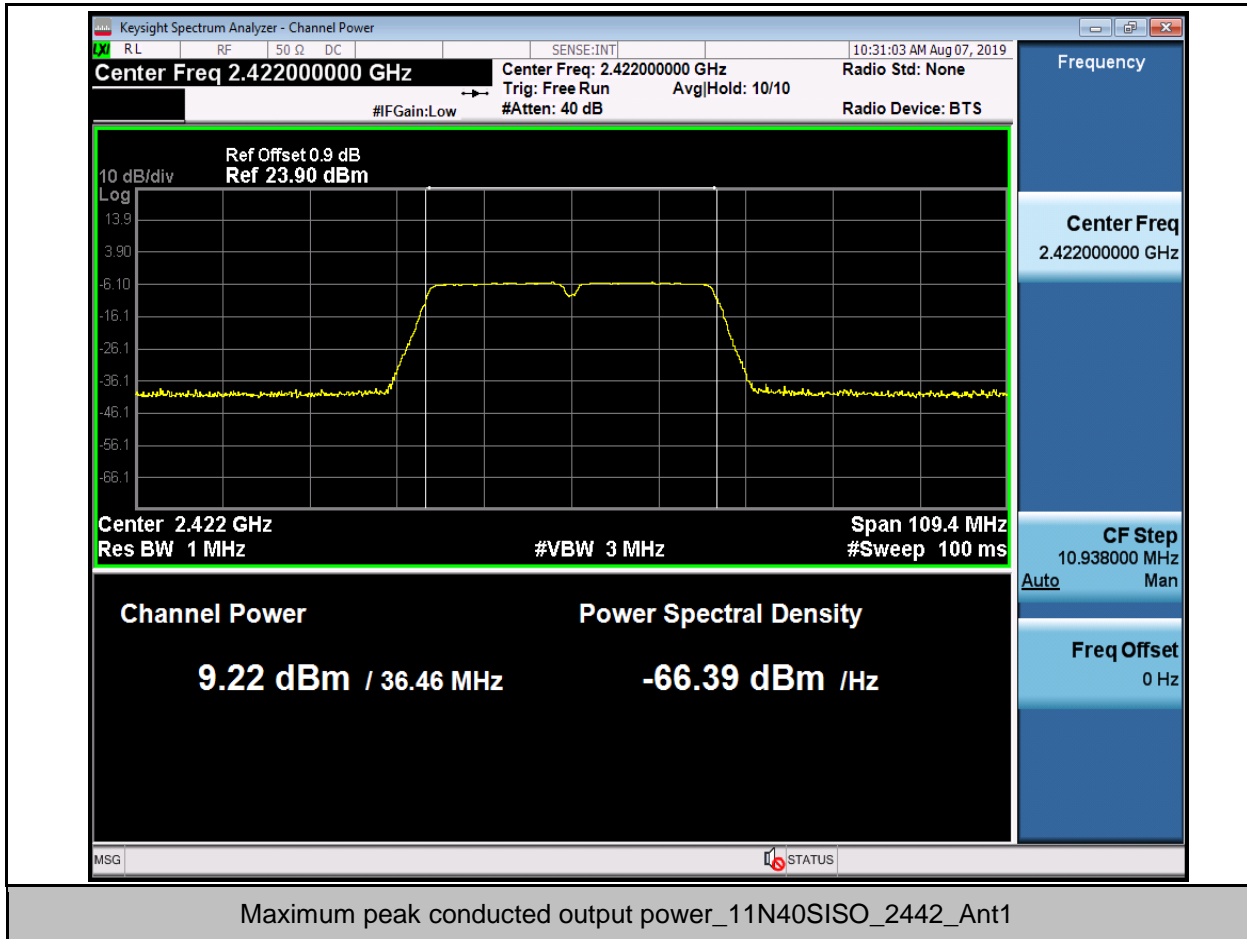 Keysight Spectrum Analyzer - Channel Power
LXI RL RF 50 Ω DC SENSE:INT 10:31:03 AM Aug 07, 2019
Center Freq 2.422000000 GHz
#IFGain:Low
Center Freq: 2.422000000 GHz
Trig: Free Run Avg|Hold: 10/10
#Atten: 40 dB
Radio Std: None
Radio Device: BTS
Ref Offset 0.9 dB
10 dB/div Ref 23.90 dBm
Log
13.9
3.90
-6.10
-16.1
-26.1
-36.1
-46.1
-56.1
-66.1
Center 2.422 GHz Span 109.4 MHz
Res BW 1 MHz #VBW 3 MHz #Sweep 100 ms
Channel Power Power Spectral Density
9.22 dBm / 36.46 MHz -66.39 dBm /Hz
Frequency
Center Freq
2.422000000 GHz
CF Step
10.938000 MHz
Auto Man
Freq Offset
0 Hz
MSG STATUS
Maximum peak conducted output power_11N40SISO_2442_Ant1